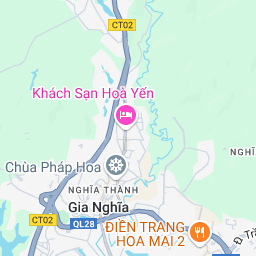 CT02
Khách Sạn Hoà Yến
NGHĨ
Chùa Pháp Hoa
NGHĨA THÀNH
Gia Nghĩa
CT02
QL28
ĐIỀN TRANG
HOA MAI 2
Đ Trầ